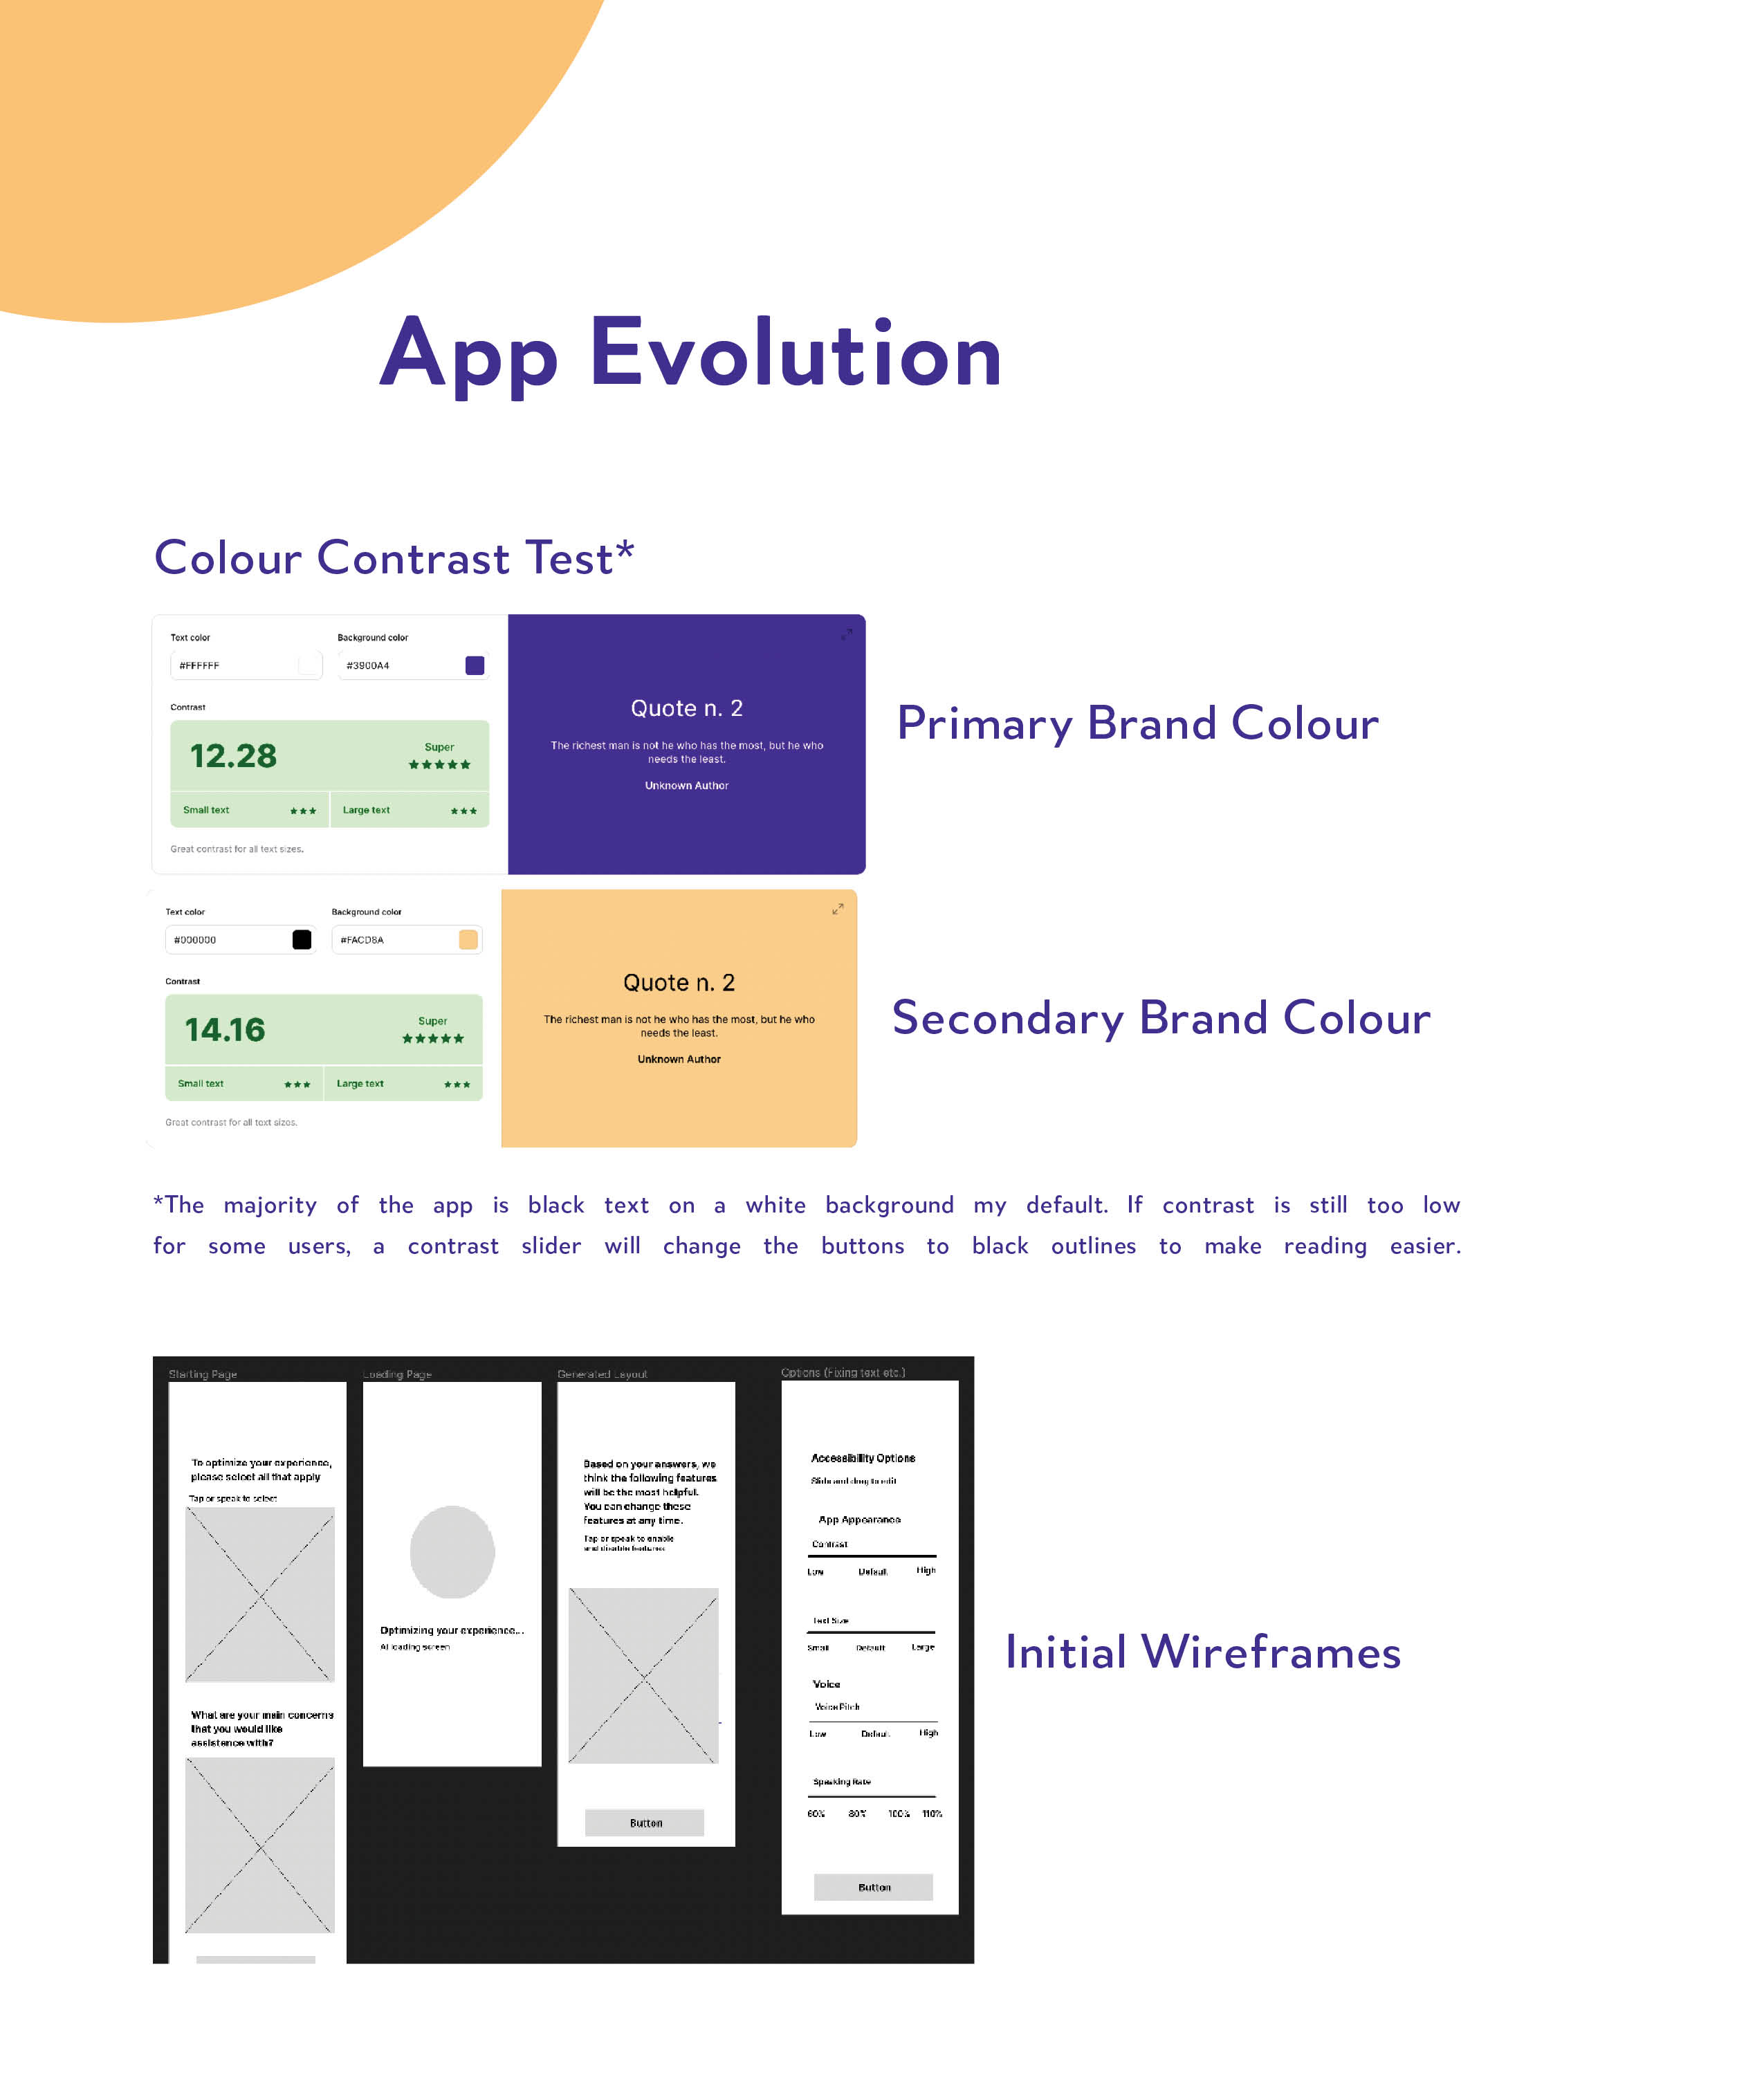 App Evolution
Colour Contrast Test*
Text color
Background color
#FFFFFF
#3900A4
Contrast
12.28
Super
Small text
Large text
Great contrast for all text sizes.
Quote n. 2
The richest man is not he who has the most, but he who
needs the least.
Unknown Author
Primary Brand Colour
Text color
Background color
#000000
#FACD8A
Contrast
14.16
Super
Small text
Large text
Great contrast for all text sizes.
Quote n. 2
The richest man is not he who has the most, but he who
needs the least.
Unknown Author
Secondary Brand Colour
*The majority of the app is black text on a white background my default. If contrast is still too low
for some users, a contrast slider will change the buttons to black outlines to make reading easier.
Starting Page
To optimize your experience,
please select all that apply
Tap or speak to select
What are your main concerns
that you would like
assistance with?
Loading Page
Optimizing your experience...
AI loading screen
Generated Layout
Based on your answers, we
think the following features
will be the most helpful.
You can change these
features at any time.
Tap or speak to enable
and disable features
Button
Options (Fixing text etc.)
Accessibility Options
Slide and drag to edit
App Appearance
Contrast
Low Default High
Text Size
Small Default Large
Voice
Voice Pitch
Low Default High
Speaking Rate
60% 80% 100% 110%
Button
Initial Wireframes